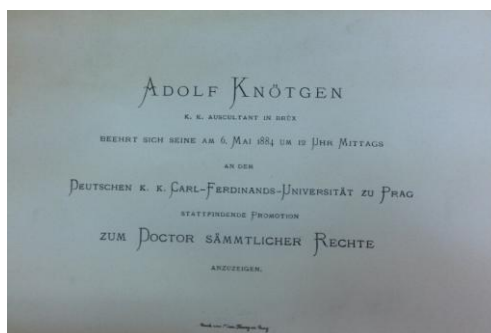 Adolf Knötgen
K. K. AUSCULTANT IN BRÜX
BEEHRT SICH SEINE AM 6. MAI 1884 UM 12 UHR MITTAGS
AN DER
DEUTSCHEN K. K. CARL-FERDINANDS-UNIVERSITÄT ZU PRAG
STATTFINDENDE PROMOTION
ZUM DOCTOR SÄMMTLICHER RECHTE
ANZUZEIGEN.